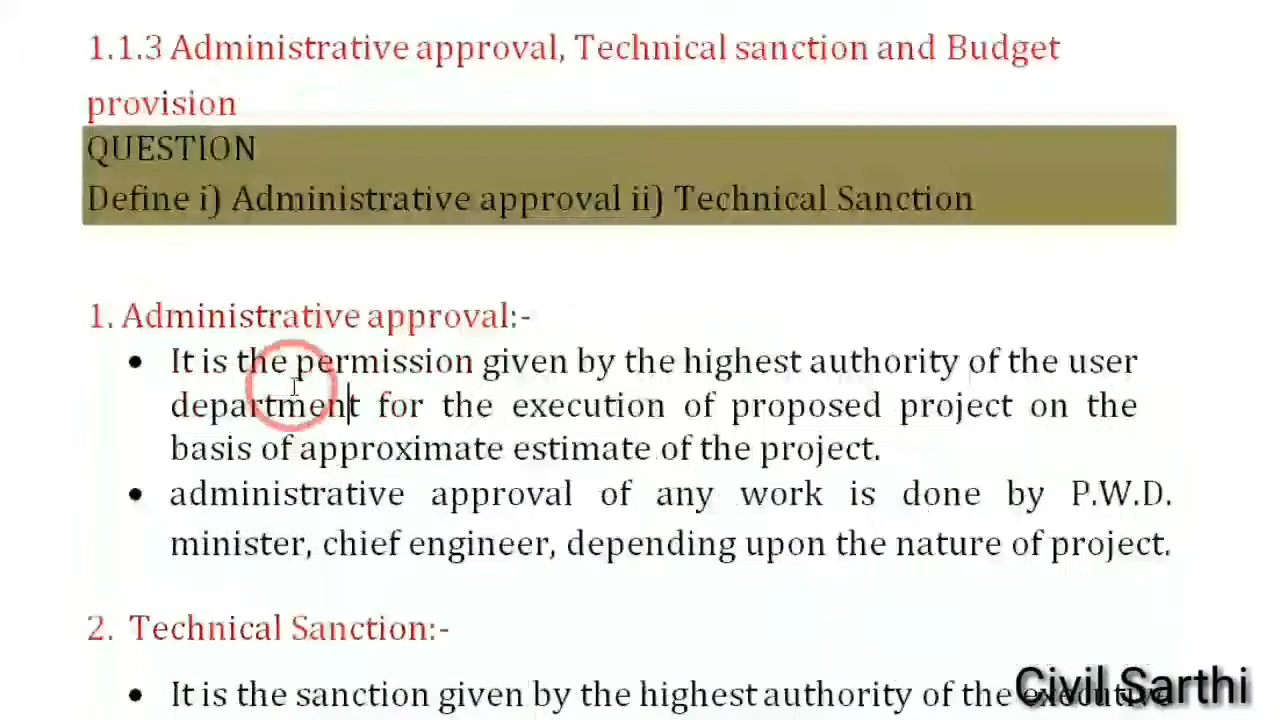 1.1.3 Administrative approval, Technical sanction and Budget
provision
QUESTION
Define i) Administrative approval ii) Technical Sanction
1. Administrative approval:-
• It is the permission given by the highest authority of the user
department for the execution of proposed project on the
basis of approximate estimate of the project.
• administrative approval of any work is done by P.W.D.
minister, chief engineer, depending upon the nature of project.
2. Technical Sanction:-
• It is the sanction given by the highest authority of the executive
Civil Sarthi